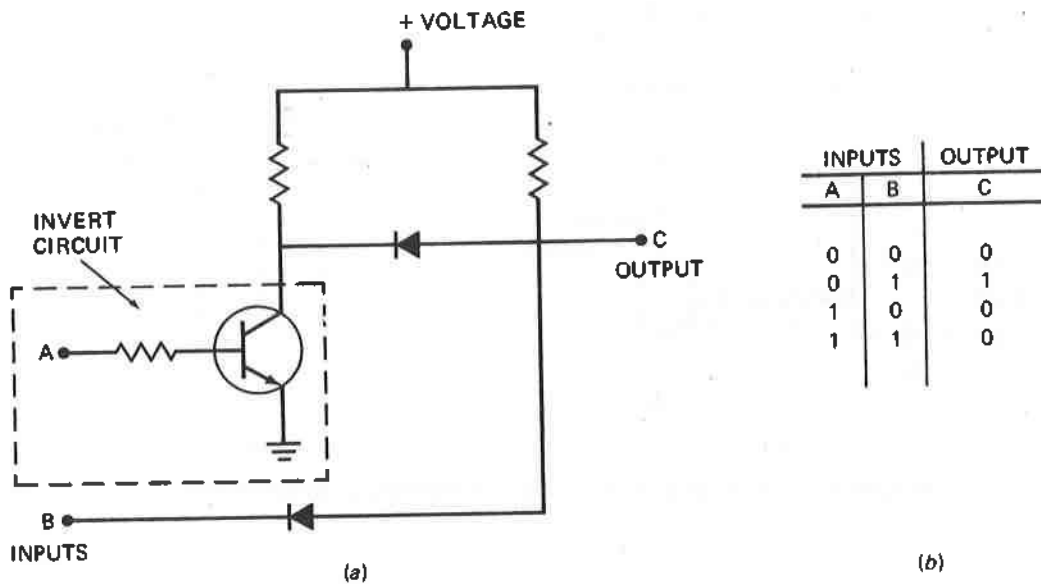 + VOLTAGE
INVERT
CIRCUIT
C
OUTPUT
A
B
INPUTS
(a)
INPUTS OUTPUT
A B C
0 0 0
0 1 1
1 0 0
1 1 0
(b)